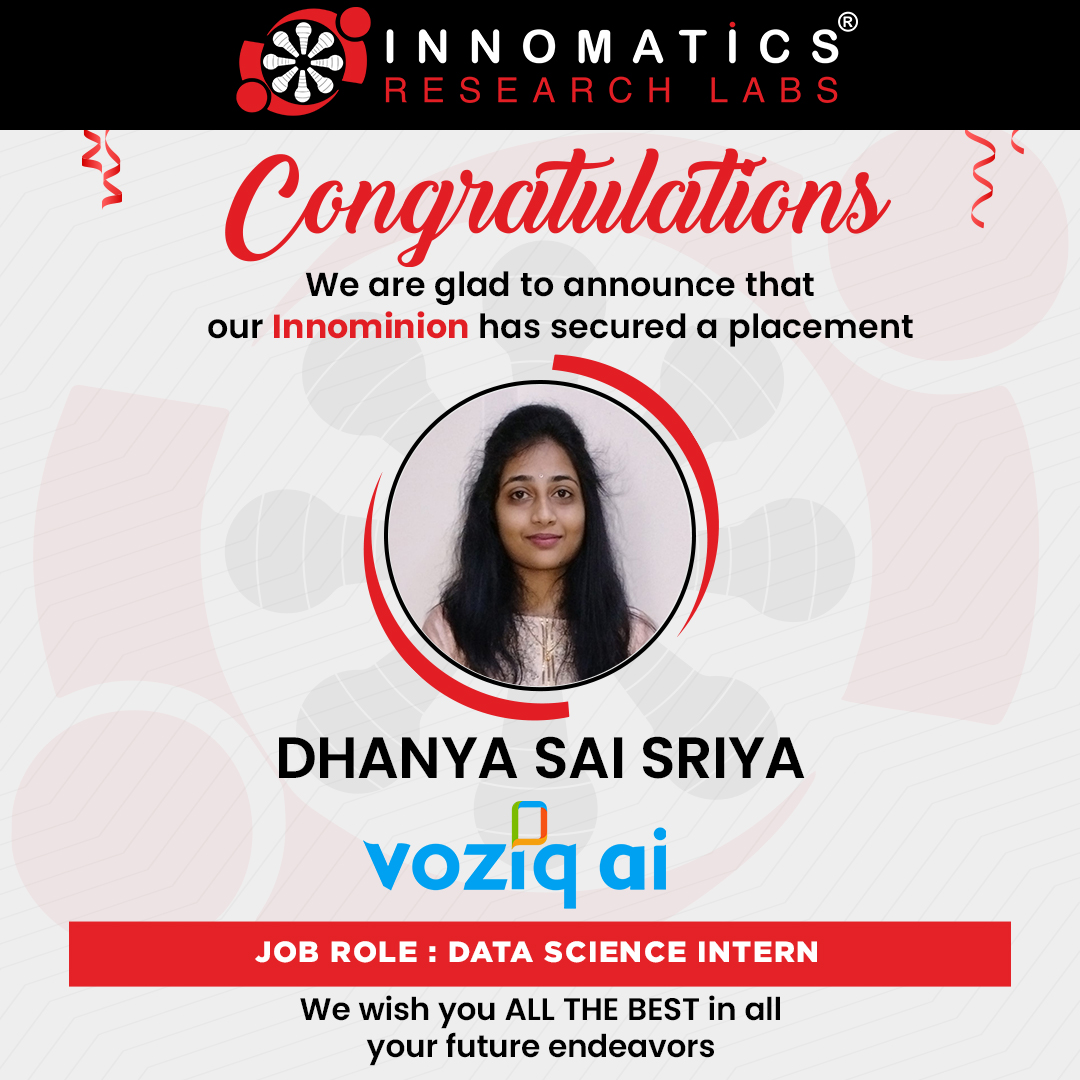 INNOMATICS®
RESEARCH LABS
Congratulations
We are glad to announce that
our Innominion has secured a placement
DHANYA SAI SRIYA
voziq ai
JOB ROLE : DATA SCIENCE INTERN
We wish you ALL THE BEST in all
your future endeavors